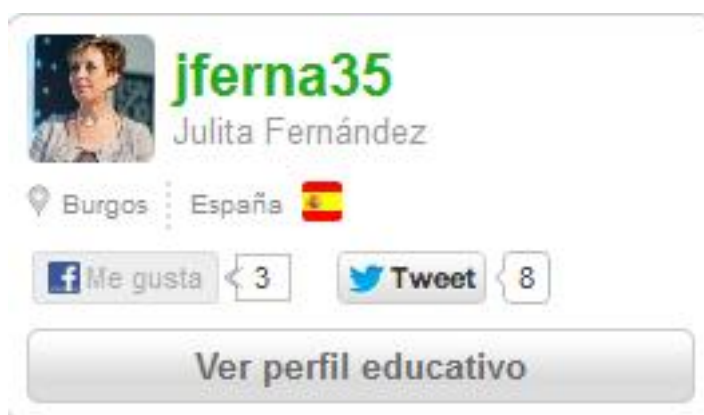 jferna35
Julita Fernández
Burgos España
Me gusta 3 Tweet 8
Ver perfil educativo